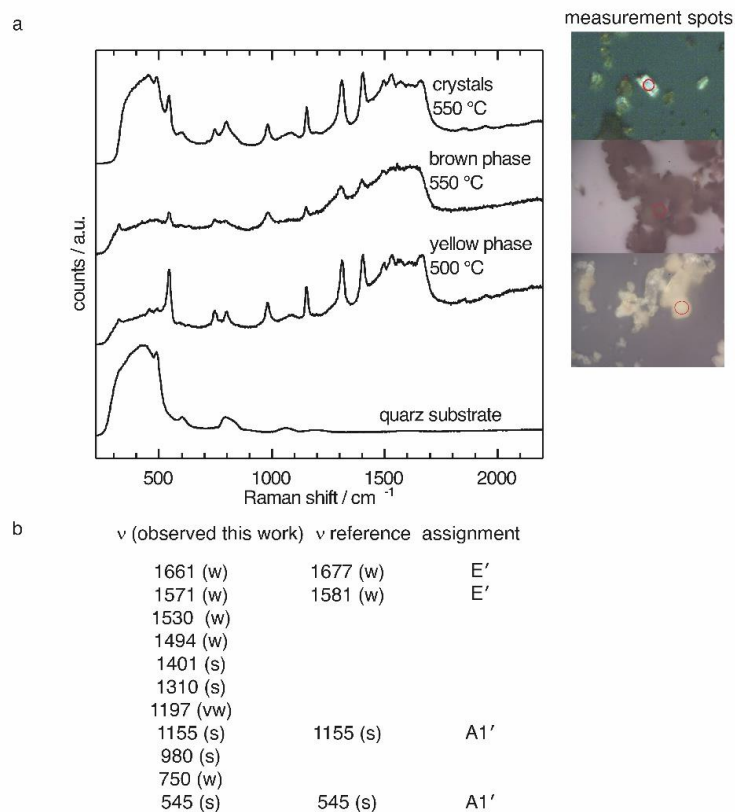 a
measurement spots
crystals
550 °C
brown phase
550 °C
yellow phase
500 °C
quarz substrate
counts / a.u.
500 1000 1500 2000
Raman shift / cm -1
b
ν (observed this work) ν reference assignment
1661 (w) 1677 (w) E′
1571 (w) 1581 (w) E′
1530 (w)
1494 (w)
1401 (s)
1310 (s)
1197 (vw)
1155 (s) 1155 (s) A1′
980 (s)
750 (w)
545 (s) 545 (s) A1′